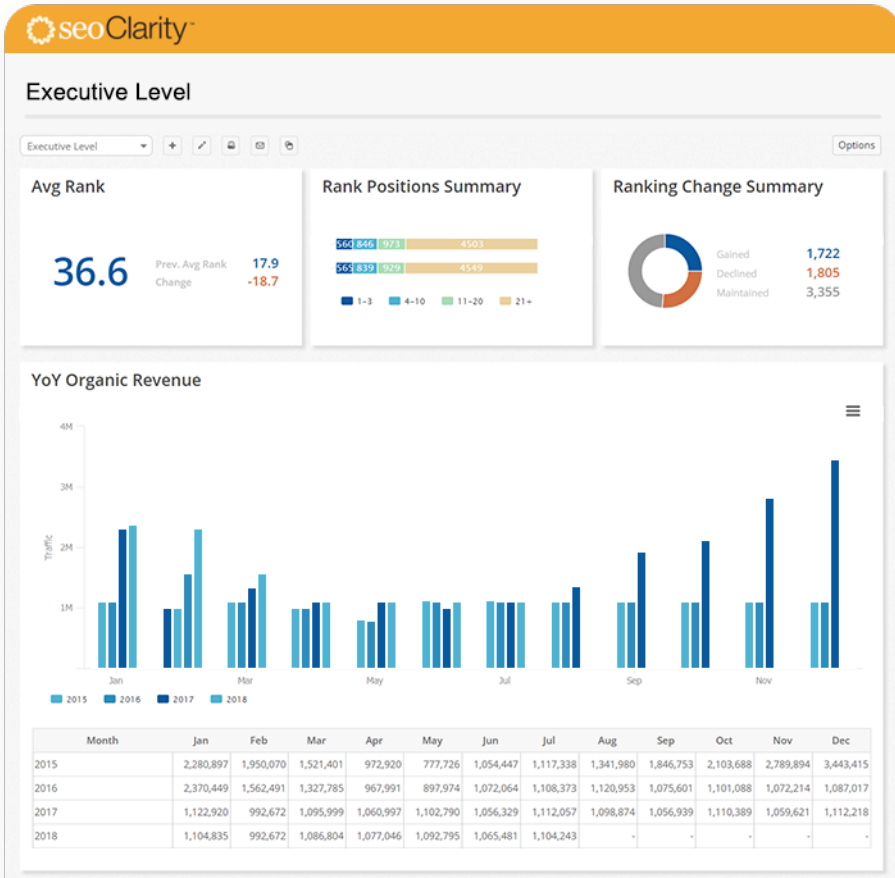 seoClarity™
Executive Level
Executive Level
Options
Avg Rank
36.6
Prev. Avg Rank 17.9
Change -18.7
Rank Positions Summary
560 846 973 4503
565 839 929 4549
1-3 4-10 11-20 21+
Ranking Change Summary
Gained 1,722
Declined 1,805
Maintained 3,355
YoY Organic Revenue
4M
3M
2M
1M
Traffic
Jan Mar May Jul Sep Nov
2015 2016 2017 2018
Month Jan Feb Mar Apr May Jun Jul Aug Sep Oct Nov Dec
2015 2,280,897 1,950,070 1,521,401 972,920 777,726 1,054,447 1,117,338 1,341,980 1,846,753 2,103,688 2,789,894 3,443,415
2016 2,370,449 1,562,491 1,327,785 967,991 897,974 1,072,064 1,108,373 1,120,953 1,075,601 1,101,088 1,072,214 1,087,017
2017 1,122,920 992,672 1,095,999 1,060,997 1,102,790 1,056,329 1,112,057 1,098,874 1,056,939 1,110,389 1,059,621 1,112,218
2018 1,104,835 992,672 1,086,804 1,077,046 1,092,795 1,065,481 1,104,243 - - - - -